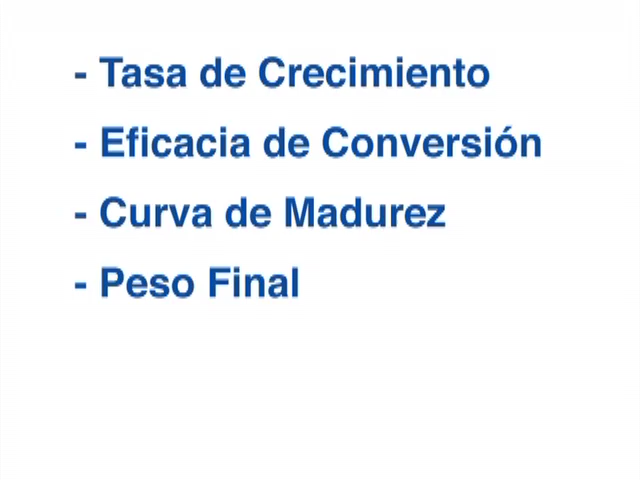 - Tasa de Crecimiento
- Eficacia de Conversión
- Curva de Madurez
- Peso Final